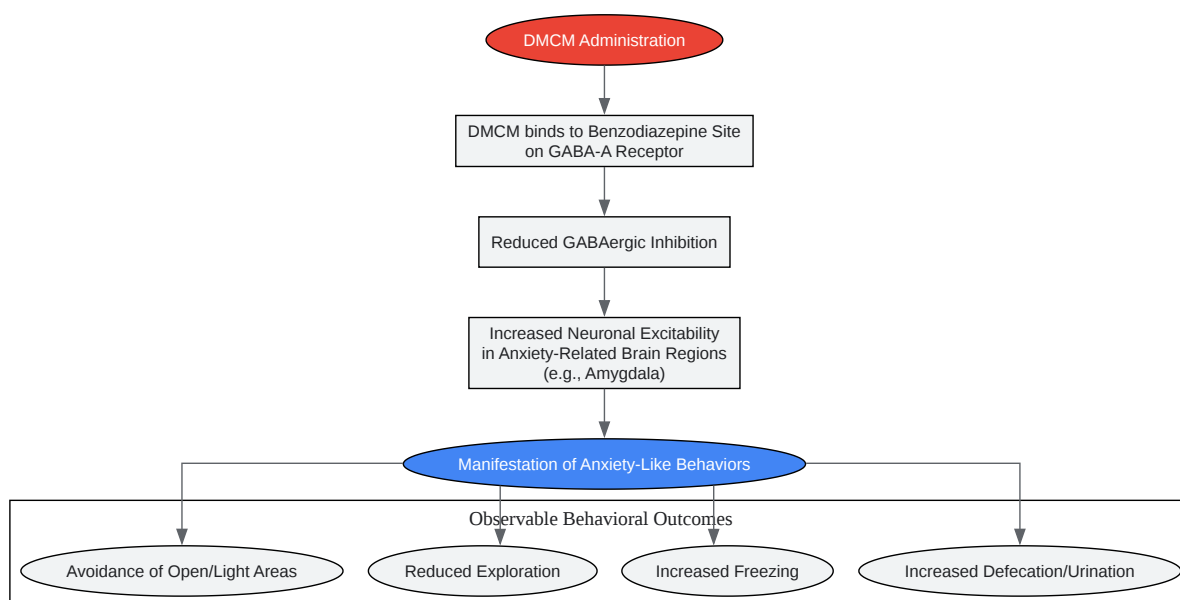 DMCM Administration
DMCM binds to Benzodiazepine Site
on GABA-A Receptor
Reduced GABAergic Inhibition
Increased Neuronal Excitability
in Anxiety-Related Brain Regions
(e.g., Amygdala)
Manifestation of Anxiety-Like Behaviors
Observable Behavioral Outcomes
Avoidance of Open/Light Areas
Reduced Exploration
Increased Freezing
Increased Defecation/Urination